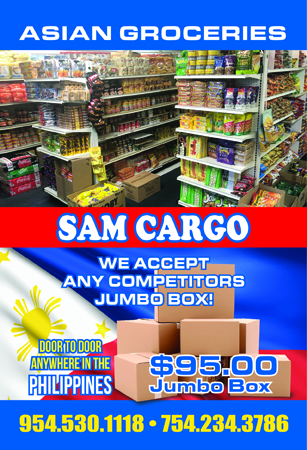 ASIAN GROCERIES
SAM CARGO
WE ACCEPT
ANY COMPETITORS
JUMBO BOX!
DOOR TO DOOR
ANYWHERE IN THE
PHILIPPINES
$95.00
Jumbo Box
954.530.1118 • 754.234.3786